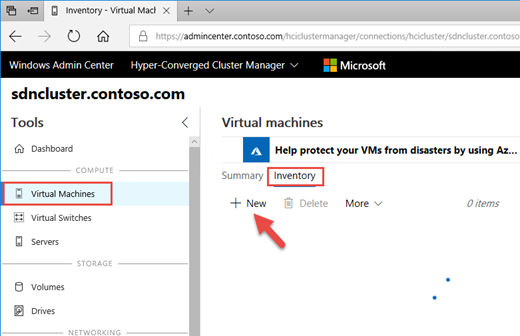 Inventory - Virtual Machin
https://admincenter.contoso.com/hciclustermanager/connections/hcicluster/sdncluster.contoso
Windows Admin Center
Hyper-Converged Cluster Manager
Microsoft
sdncluster.contoso.com
Tools
Dashboard
COMPUTE
Virtual Machines
Virtual Switches
Servers
STORAGE
Volumes
Drives
NETWORKING
Virtual machines
Help protect your VMs from disasters by using Az...
Summary Inventory
New Delete More 0 items